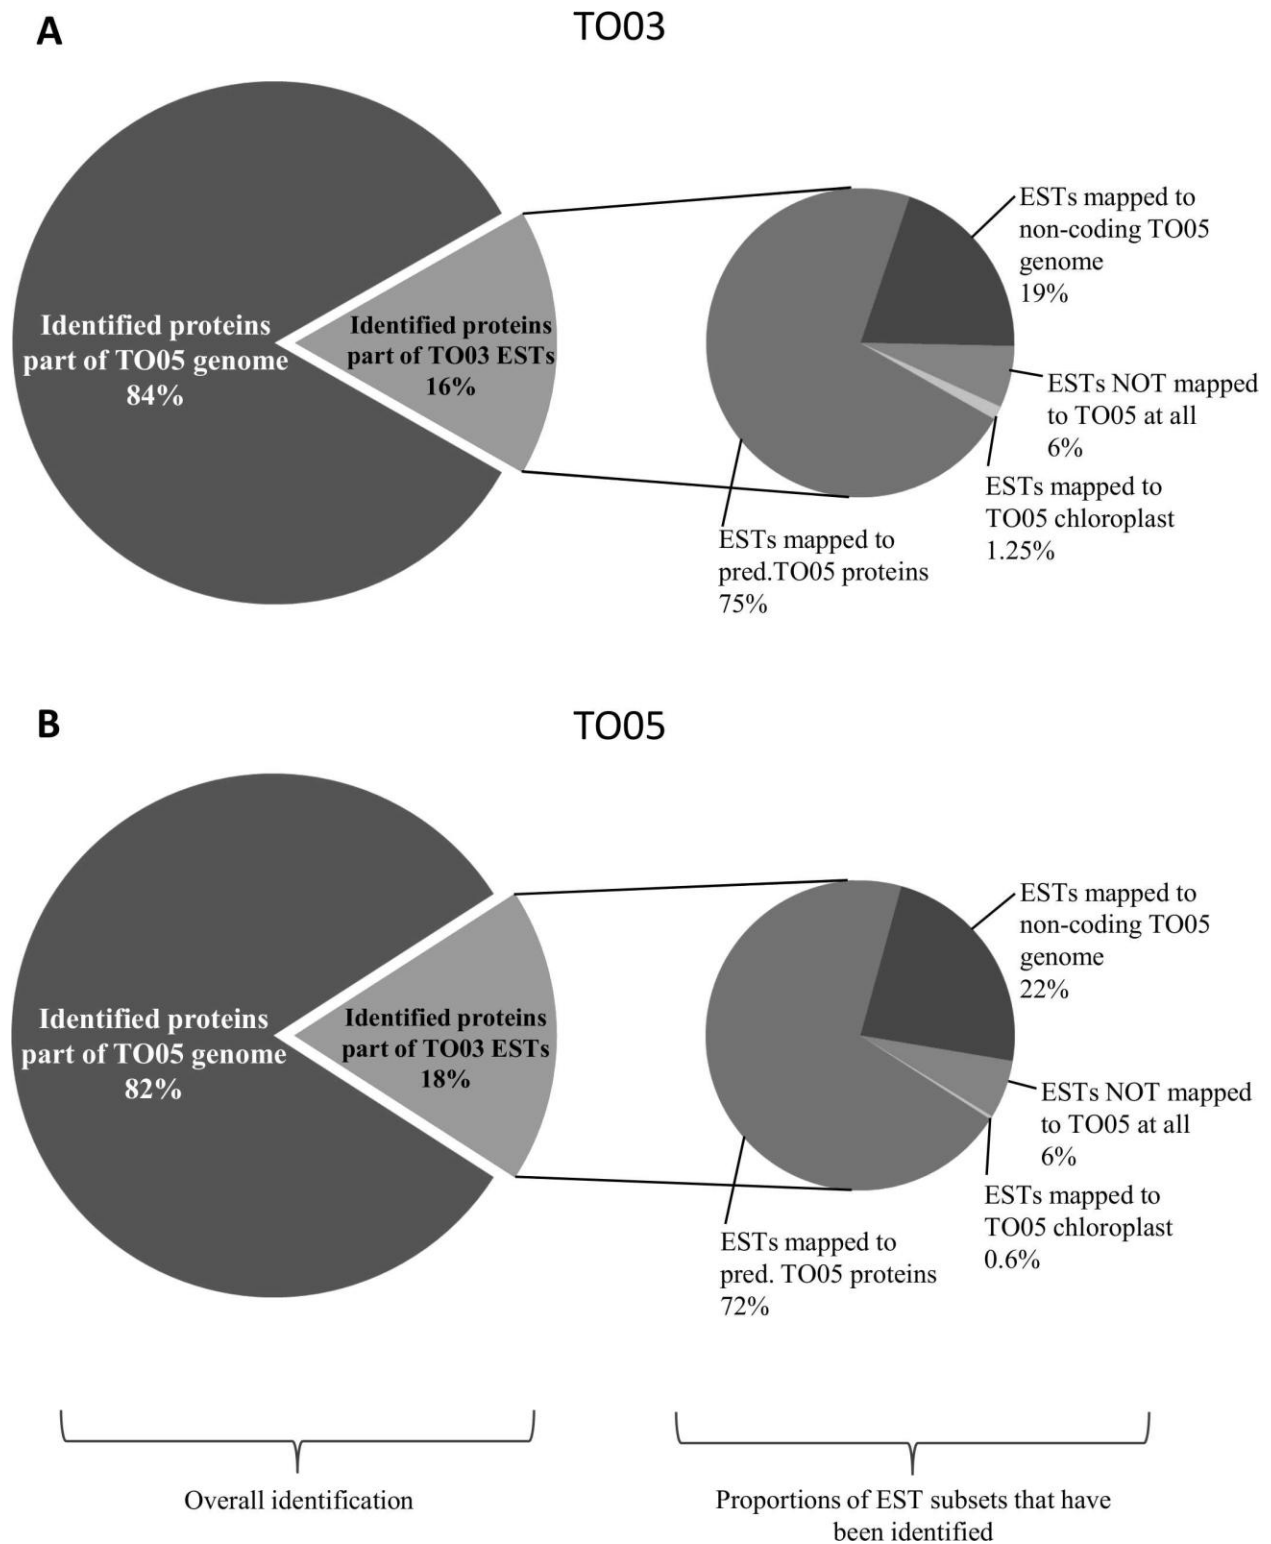 A
TO03
Identified proteins
part of TO05 genome
84%
Identified proteins
part of TO03 ESTs
16%
ESTs mapped to
non-coding TO05
genome
19%
ESTs NOT mapped
to TO05 at all
6%
ESTs mapped to
TO05 chloroplast
1.25%
ESTs mapped to
pred.TO05 proteins
75%
B
TO05
Identified proteins
part of TO05 genome
82%
Identified proteins
part of TO03 ESTs
18%
ESTs mapped to
non-coding TO05
genome
22%
ESTs NOT mapped
to TO05 at all
6%
ESTs mapped to
TO05 chloroplast
0.6%
ESTs mapped to
pred. TO05 proteins
72%
Overall identification
Proportions of EST subsets that have
been identified